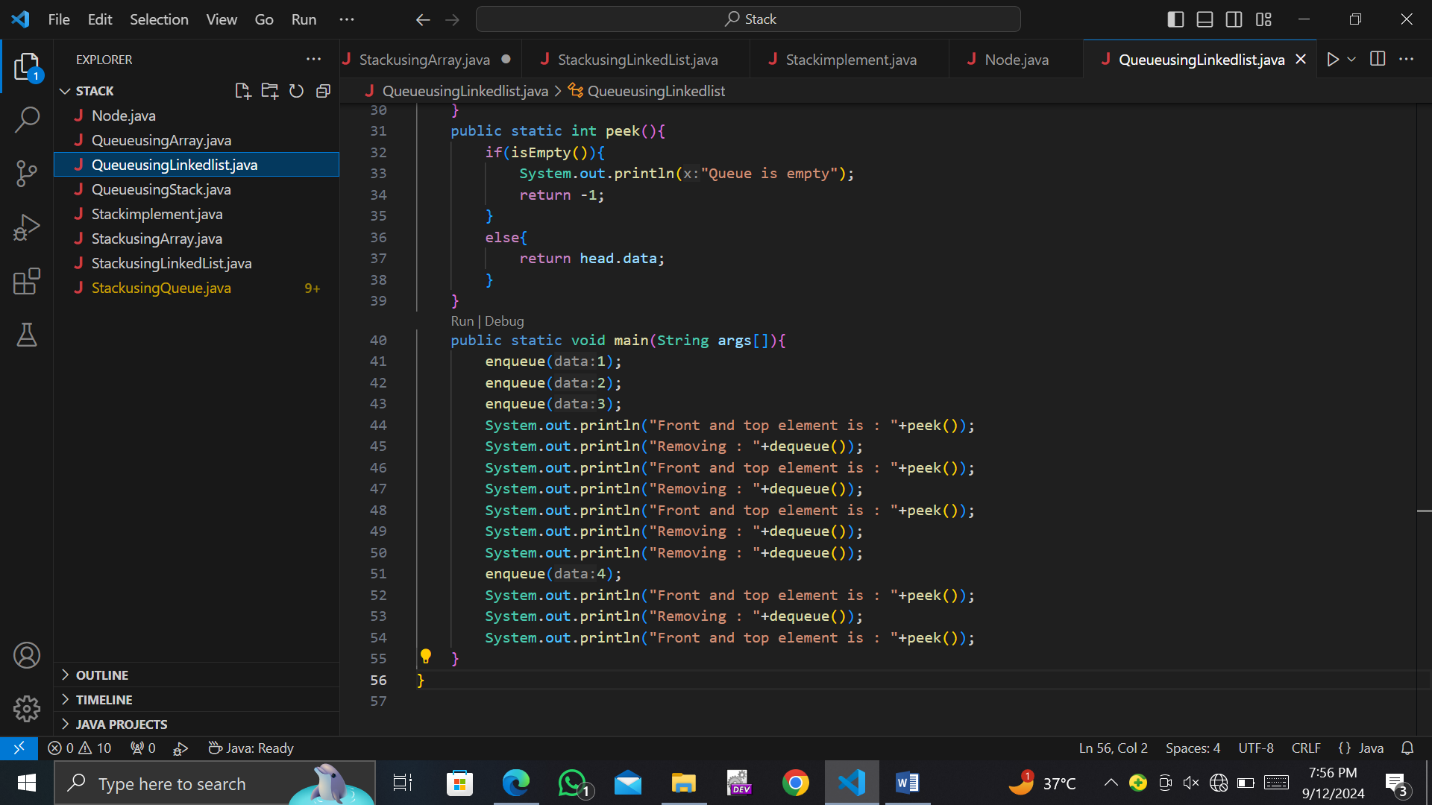 File Edit Selection View Go Run ··· Stack
EXPLORER ···
STACK
Node.java
QueueusingArray.java
QueueusingLinkedlist.java
QueueusingStack.java
Stackimplement.java
StackusingArray.java
StackusingLinkedList.java
StackusingQueue.java 9+
OUTLINE
TIMELINE
JAVA PROJECTS
1
StackusingArray.java StackusingLinkedList.java Stackimplement.java Node.java QueueusingLinkedlist.java
QueueusingLinkedlist.java > QueueusingLinkedlist
30 }
31 public static int peek(){
32 if(isEmpty()){
33 System.out.println(x:"Queue is empty");
34 return -1;
35 }
36 else{
37 return head.data;
38 }
39 }
Run | Debug
40 public static void main(String args[]){
41 enqueue(data:1);
42 enqueue(data:2);
43 enqueue(data:3);
44 System.out.println("Front and top element is : "+peek());
45 System.out.println("Removing : "+dequeue());
46 System.out.println("Front and top element is : "+peek());
47 System.out.println("Removing : "+dequeue());
48 System.out.println("Front and top element is : "+peek());
49 System.out.println("Removing : "+dequeue());
50 System.out.println("Removing : "+dequeue());
51 enqueue(data:4);
52 System.out.println("Front and top element is : "+peek());
53 System.out.println("Removing : "+dequeue());
54 System.out.println("Front and top element is : "+peek());
55 }
56 }
57
0 10 0 Java: Ready Ln 56, Col 2 Spaces: 4 UTF-8 CRLF {} Java
Type here to search 1 DEV 1 37°C 7:56 PM
9/12/2024 3